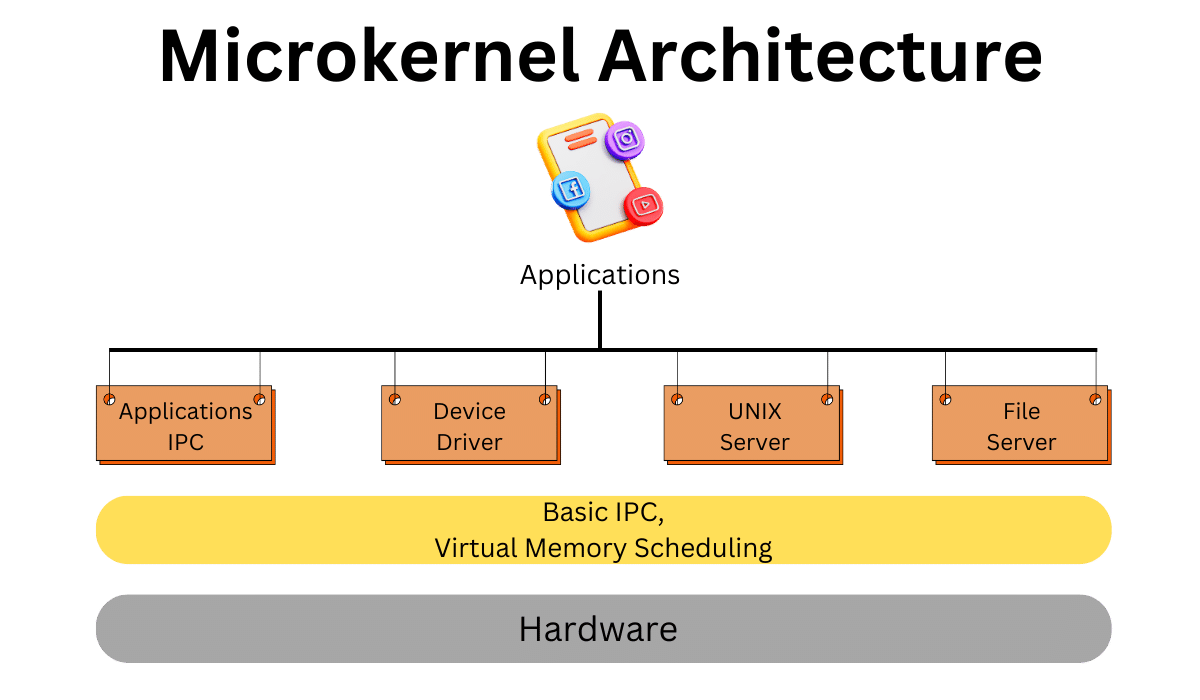 Microkernel Architecture
Applications
Applications
IPC
Device
Driver
UNIX
Server
File
Server
Basic IPC,
Virtual Memory Scheduling
Hardware